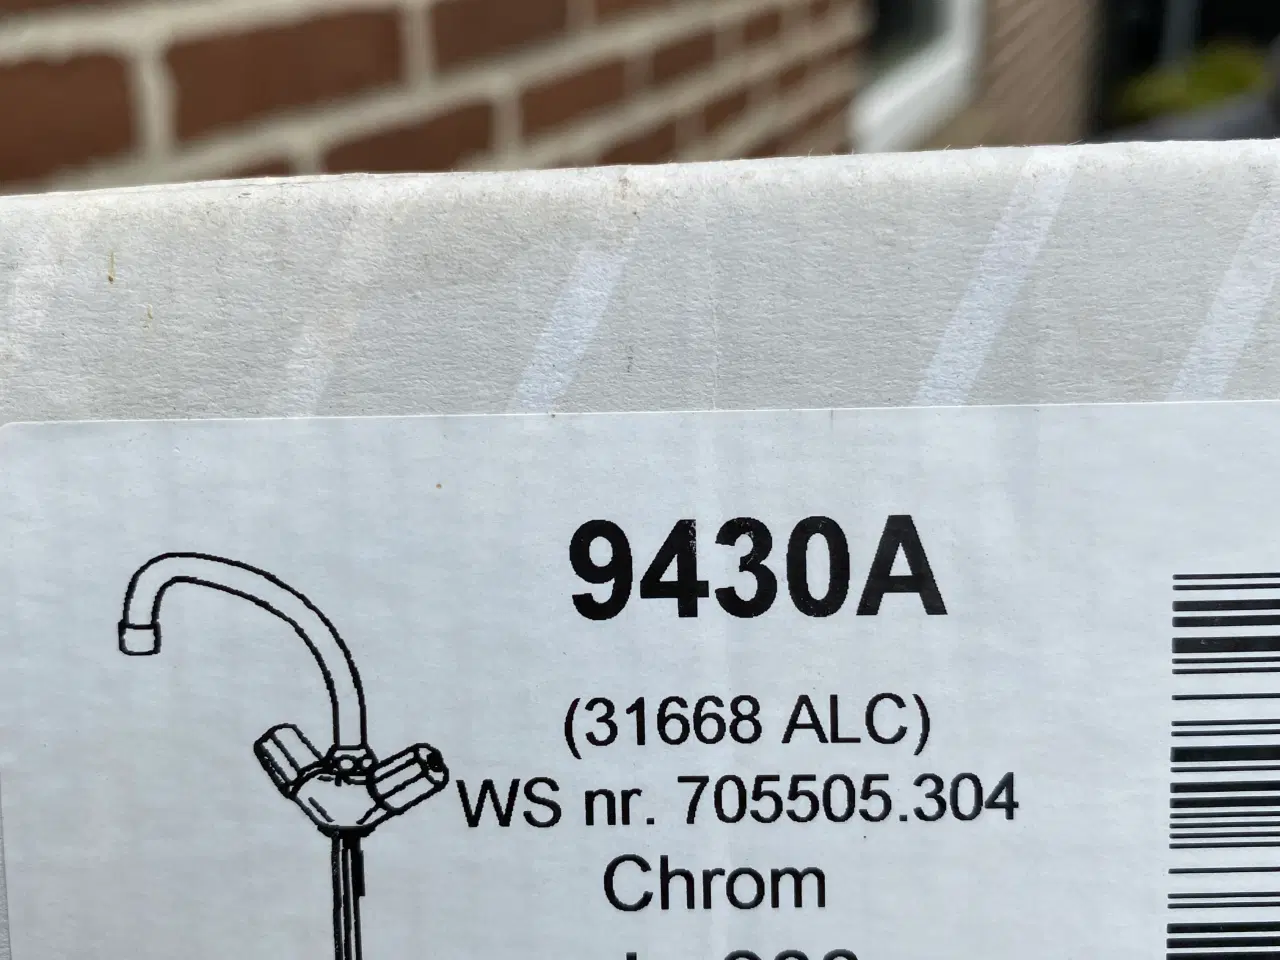 9430A
(31668 ALC)
WS nr. 705505.304
Chrom